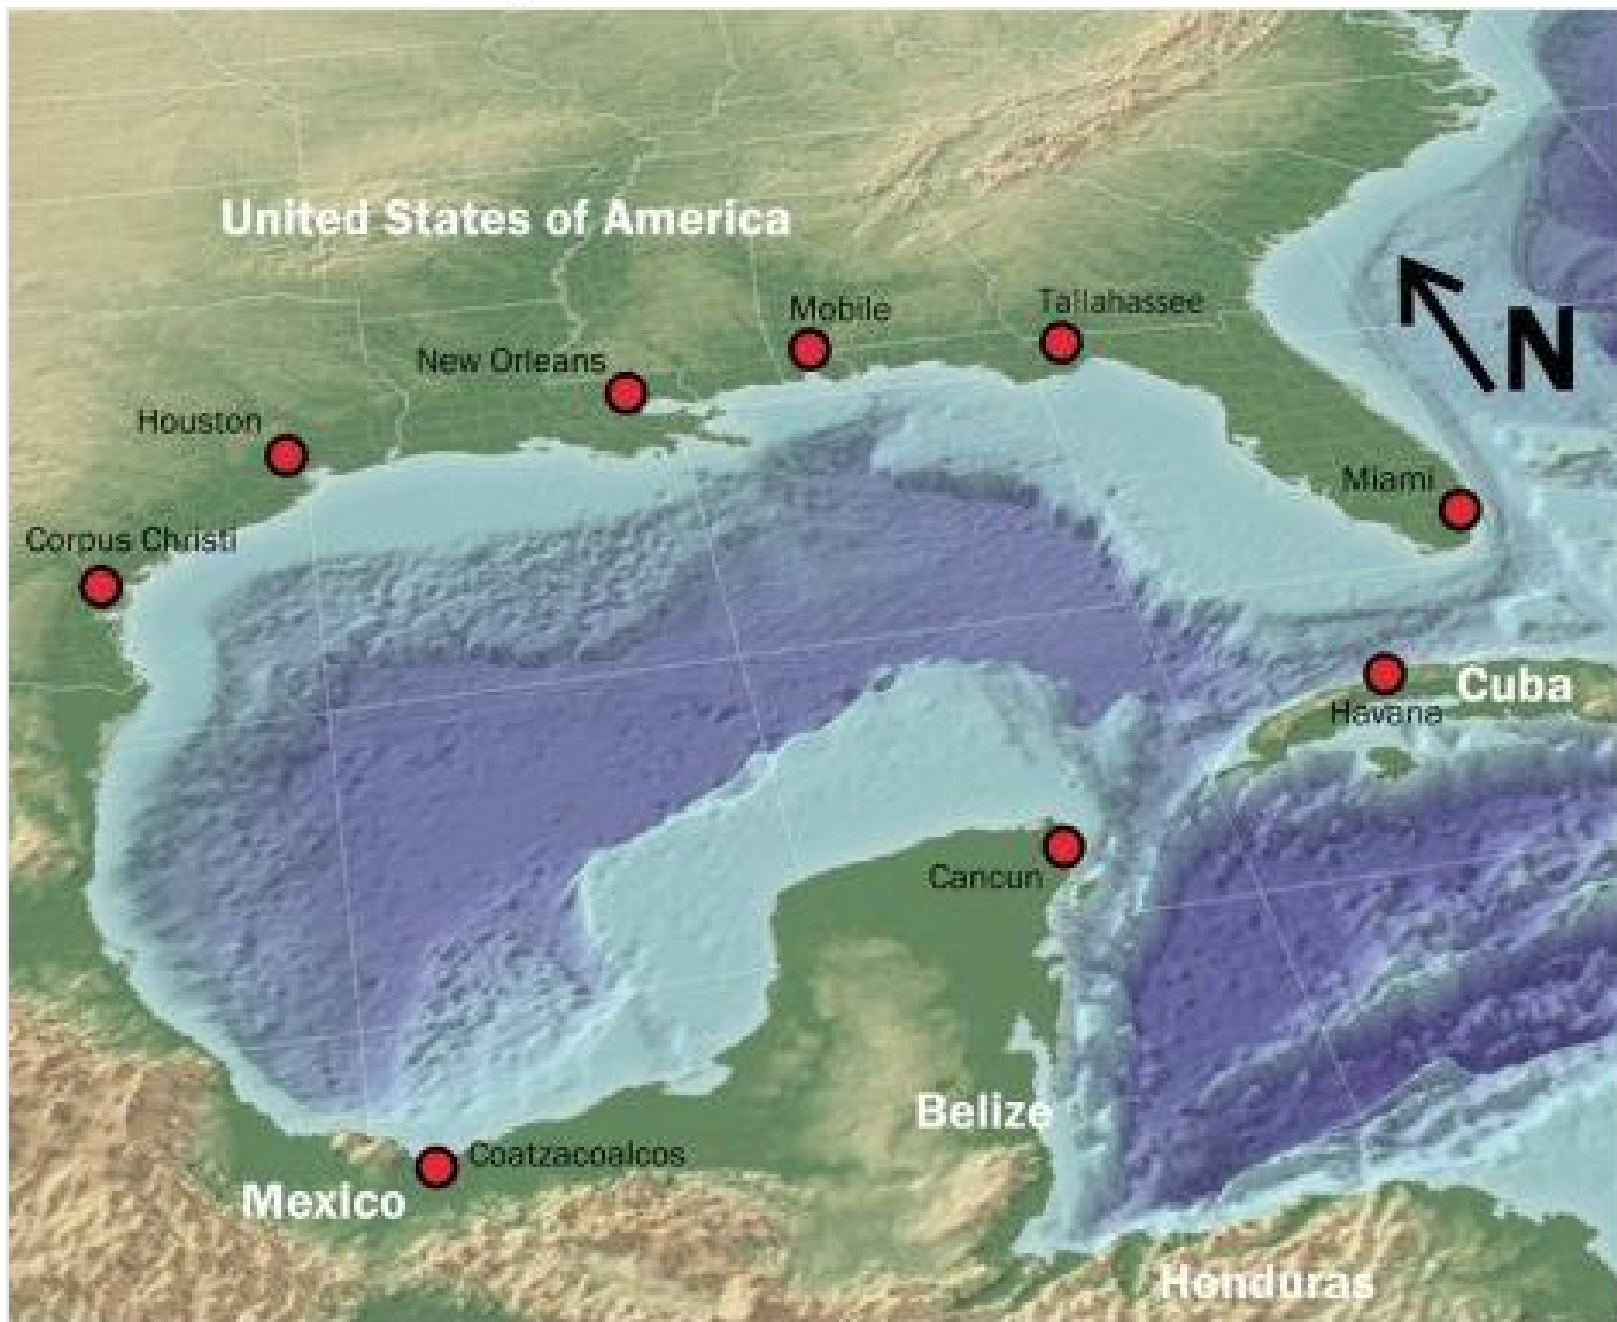 United States of America
Mobile
Tallahassee
N
New Orleans
Houston
Miami
Corpus Christi
Cuba
Havana
Cancun
Belize
Coatzacoalcos
Mexico
Honduras